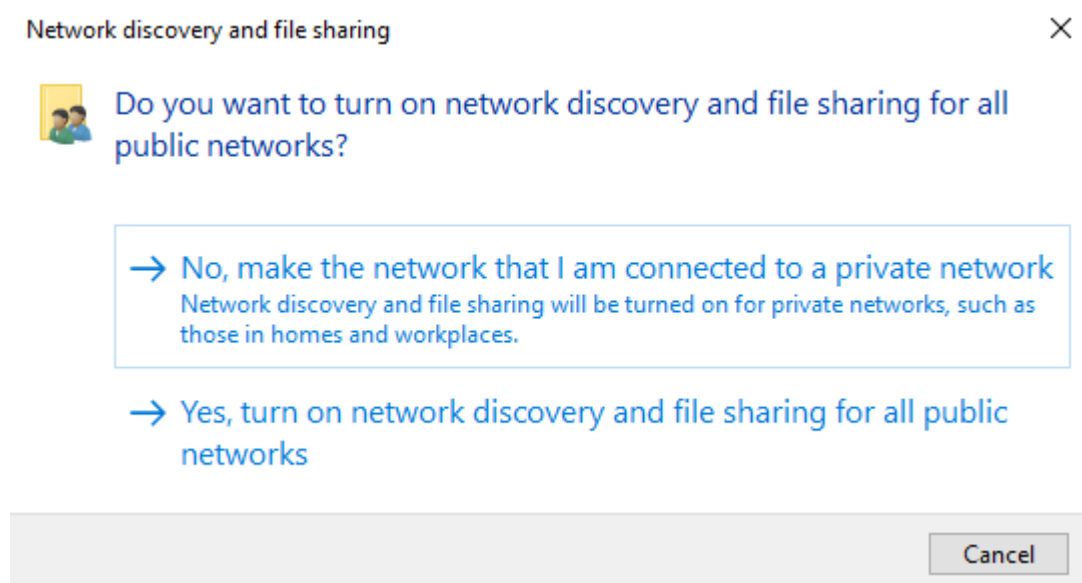 Network discovery and file sharing
Do you want to turn on network discovery and file sharing for all
public networks?
No, make the network that I am connected to a private network
Network discovery and file sharing will be turned on for private networks, such as
those in homes and workplaces.
Yes, turn on network discovery and file sharing for all public
networks
Cancel